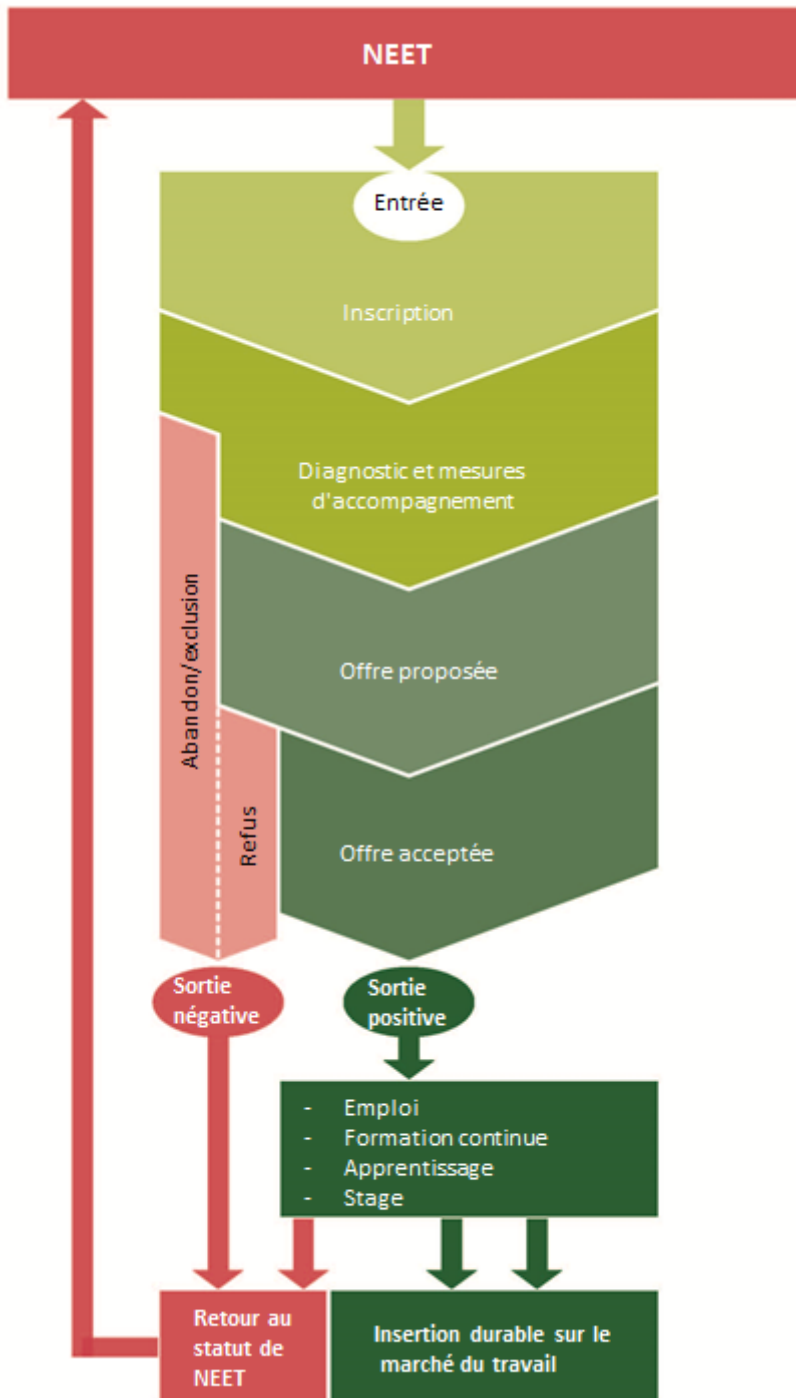 NEET
Entrée
Inscription
Diagnostic et mesures
d'accompagnement
Abandon/exclusion
Offre proposée
Refus
Offre acceptée
Sortie
négative
Sortie
positive
- Emploi
- Formation continue
- Apprentissage
- Stage
Retour au
statut de
NEET
Insertion durable sur le
marché du travail